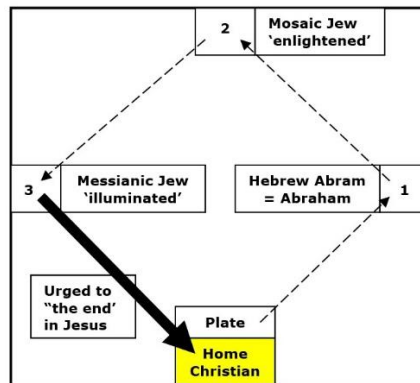 2
Mosaic Jew
‘enlightened’
3
Messianic Jew
‘illuminated’
Hebrew Abram
= Abraham
1
Urged to
“the end’
in Jesus
Plate
Home
Christian